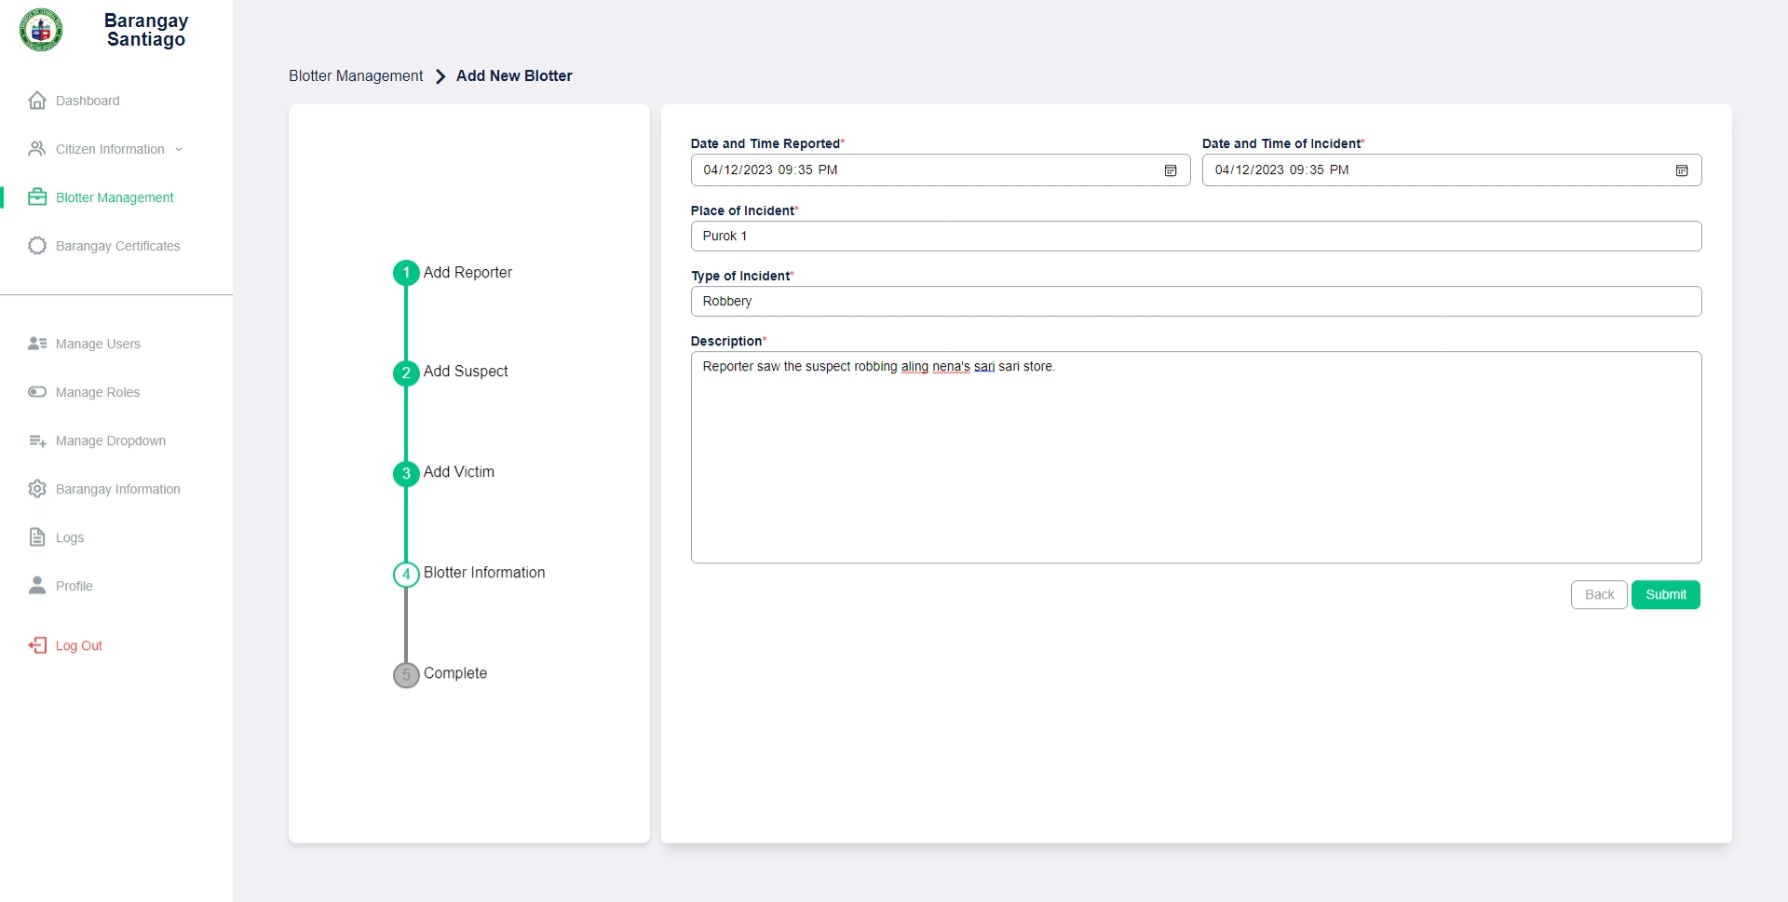 Barangay
Santiago
Dashboard
Citizen Information
Blotter Management
Barangay Certificates
Manage Users
Manage Roles
Manage Dropdown
Barangay Information
Logs
Profile
Log Out
Blotter Management > Add New Blotter
1 Add Reporter
2 Add Suspect
3 Add Victim
4 Blotter Information
5 Complete
Date and Time Reported*
04/12/2023 09:35 PM
Date and Time of Incident*
04/12/2023 09:35 PM
Place of Incident*
Purok 1
Type of Incident*
Robbery
Description*
Reporter saw the suspect robbing aling nena's sari sari store.
Back Submit